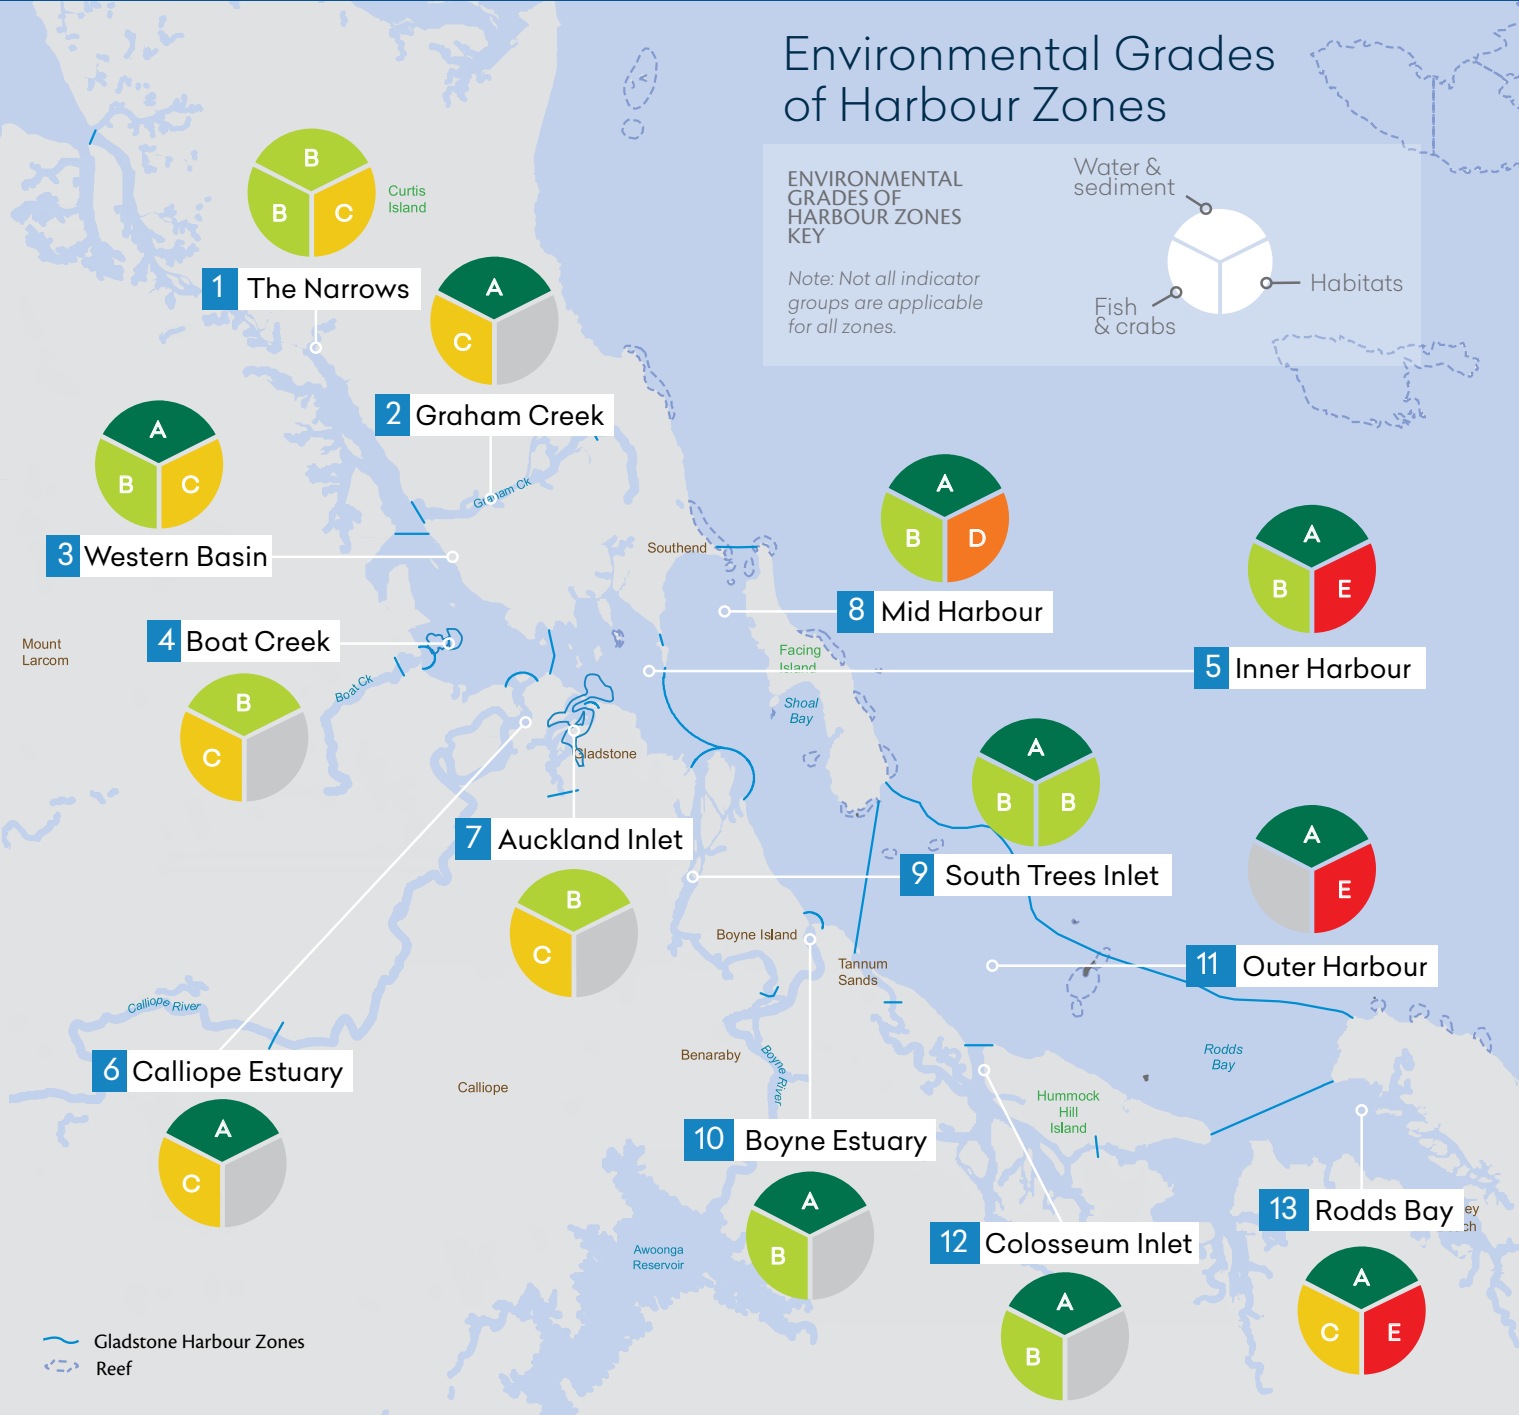 Environmental Grades
of Harbour Zones
ENVIRONMENTAL
GRADES OF
HARBOUR ZONES
KEY
Note: Not all indicator
groups are applicable
for all zones.
Water &
sediment
Habitats
Fish
& crabs
B
B
C
Curtis
Island
1 The Narrows
A
C
2 Graham Creek
Graham Ck
A
B
C
3 Western Basin
Southend
A
B
D
8 Mid Harbour
A
B
E
5 Inner Harbour
Mount
Larcom
4 Boat Creek
Boat Ck
B
C
Facing
Island
Shoal
Bay
Gladstone
7 Auckland Inlet
B
C
A
B
B
9 South Trees Inlet
A
E
11 Outer Harbour
Boyne Island
Tannum
Sands
Calliope River
6 Calliope Estuary
A
C
Calliope
Benaraby
Boyne River
Rodds
Bay
Hummock
Hill
Island
10 Boyne Estuary
A
B
12 Colosseum Inlet
A
B
13 Rodds Bay
A
C
E
Awoonga
Reservoir
Gladstone Harbour Zones
Reef